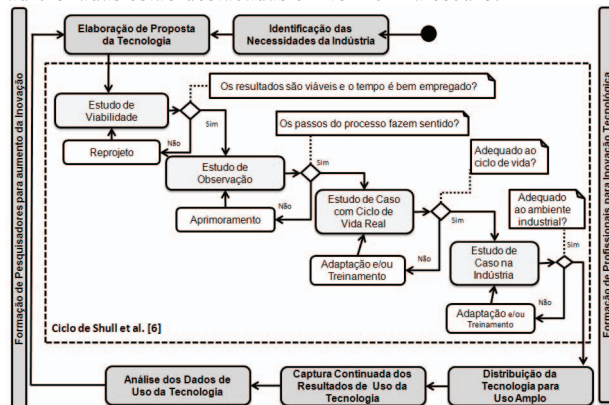 Formação de Pesquisadores para aumento da Inovação
Elaboração de Proposta
da Tecnologia
Identificação das
Necessidades da Indústria
Os resultados são viáveis e o tempo é bem empregado?
Estudo de
Viabilidade
Sim
Não
Reprojeto
Os passos do processo fazem sentido?
Estudo de
Observação
Sim
Não
Aprimoramento
Adequado ao
ciclo de vida?
Estudo de Caso
com Ciclo de
Vida Real
Sim
Não
Adaptação e/ou
Treinamento
Adequado
ao ambiente
industrial?
Estudo de
Caso na
Indústria
Sim
Não
Adaptação e/ou
Treinamento
Ciclo de Shull et al. [6]
Análise dos Dados de
Uso da Tecnologia
Captura Continuada dos
Resultados de Uso da
Tecnologia
Distribuição da
Tecnologia para
Uso Amplo
Formação de Profissionais para Inovação Tecnológica